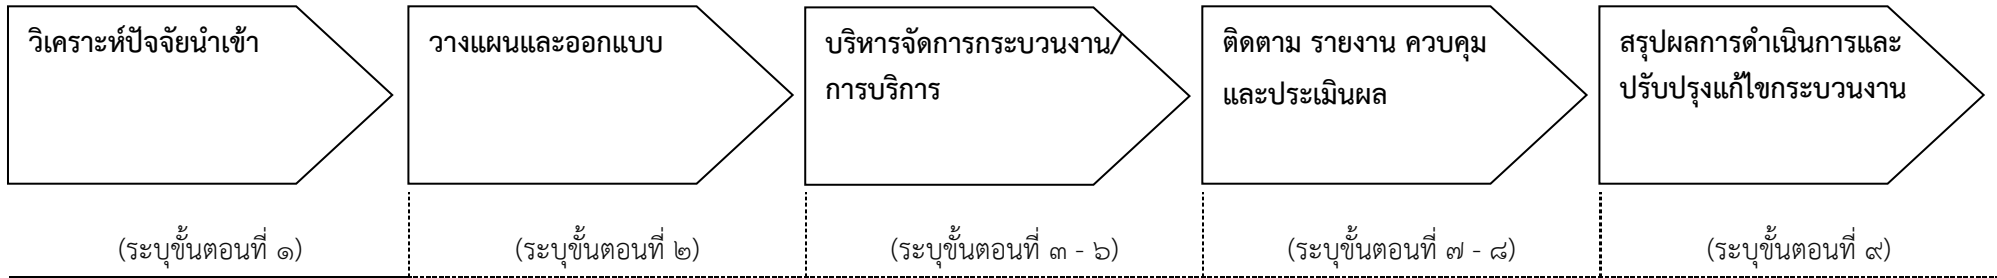 วิเคราะห์ปัจจัยนำเข้า
วางแผนและออกแบบ
บริหารจัดการกระบวนงาน/
การบริการ
ติดตาม รายงาน ควบคุม
และประเมินผล
สรุปผลการดำเนินการและ
ปรับปรุงแก้ไขกระบวนงาน
(ระบุขั้นตอนที่ ๑)
(ระบุขั้นตอนที่ ๒)
(ระบุขั้นตอนที่ ๓ - ๖)
(ระบุขั้นตอนที่ ๗ - ๘)
(ระบุขั้นตอนที่ ๙)